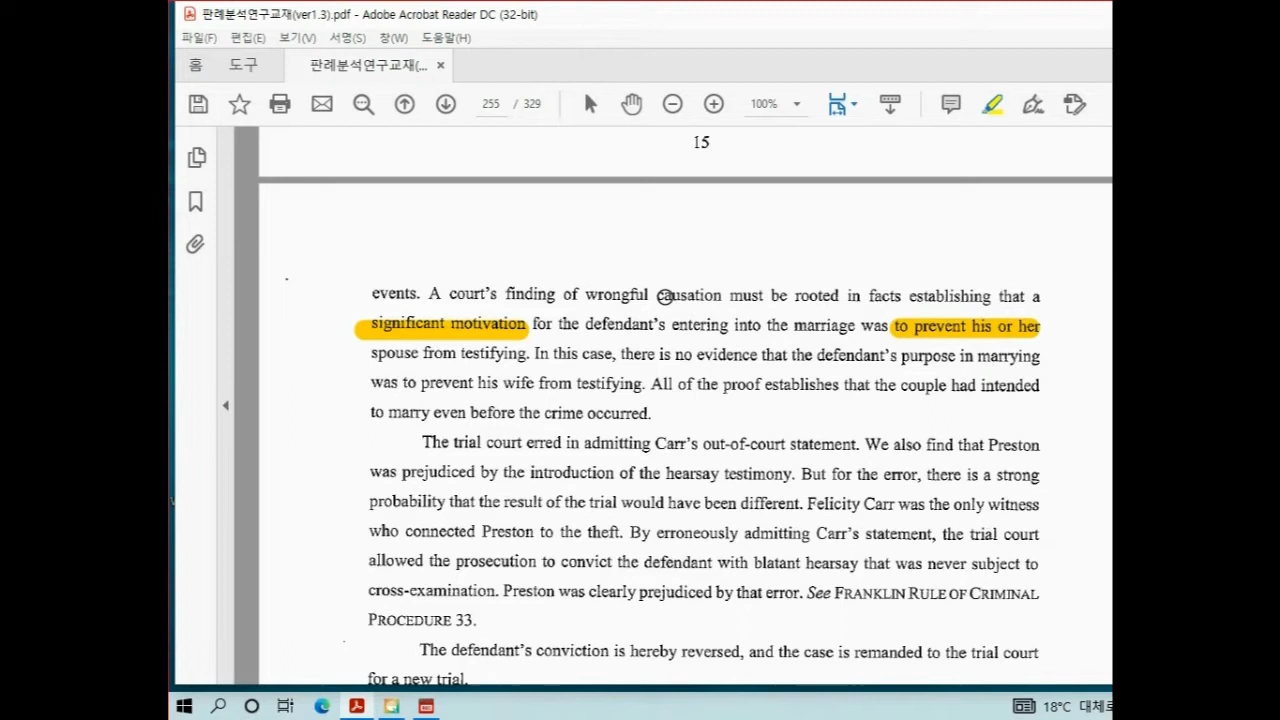 판례분석연구교재(ver1.3).pdf - Adobe Acrobat Reader DC (32-bit)
파일(F) 편집(E) 보기(V) 서명(S) 창(W) 도움말(H)
홈 도구 판례분석연구교재(... ×
255 / 329 100%
15
events. A court's finding of wrongful causation must be rooted in facts establishing that a
significant motivation for the defendant's entering into the marriage was to prevent his or her
spouse from testifying. In this case, there is no evidence that the defendant's purpose in marrying
was to prevent his wife from testifying. All of the proof establishes that the couple had intended
to marry even before the crime occurred.
The trial court erred in admitting Carr's out-of-court statement. We also find that Preston
was prejudiced by the introduction of the hearsay testimony. But for the error, there is a strong
probability that the result of the trial would have been different. Felicity Carr was the only witness
who connected Preston to the theft. By erroneously admitting Carr's statement, the trial court
allowed the prosecution to convict the defendant with blatant hearsay that was never subject to
cross-examination. Preston was clearly prejudiced by that error. See FRANKLIN RULE OF CRIMINAL
PROCEDURE 33.
The defendant's conviction is hereby reversed, and the case is remanded to the trial court
for a new trial.
18°C 대체로